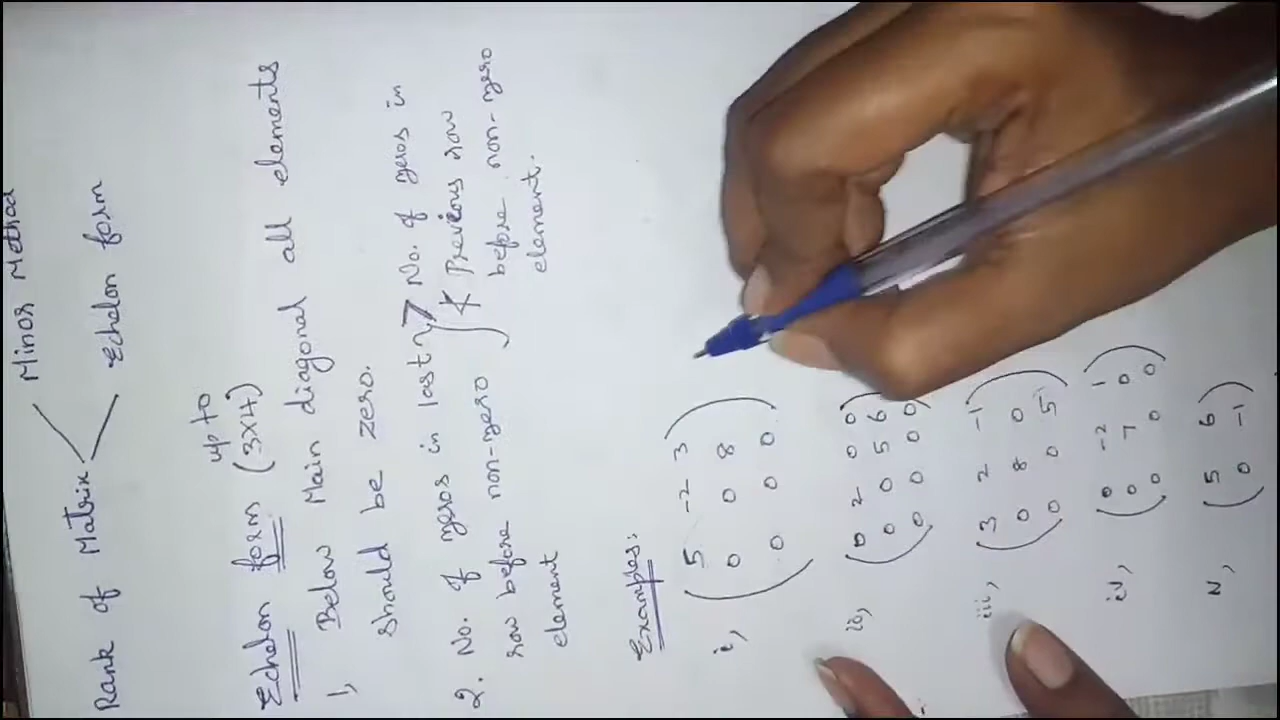 Minor Method
Rank of Matrix
Echelon form
Echelon form (3x4) up to
1, Below Main diagonal all elements
should be zero.
2. No. of zeros in last > No. of zeros in
row before non-zero Previous row
element before non-zero
element.
Examples:
i, 5 -2 3
0 0 8
0 0 0
ii, 0 2 0 0
0 0 5 6
0 0 0 0
iii, 3 2 -1
0 8 0
0 0 5
iv, 0 -2 1
0 7 0
0 0 0
v, 5 6
0 -1